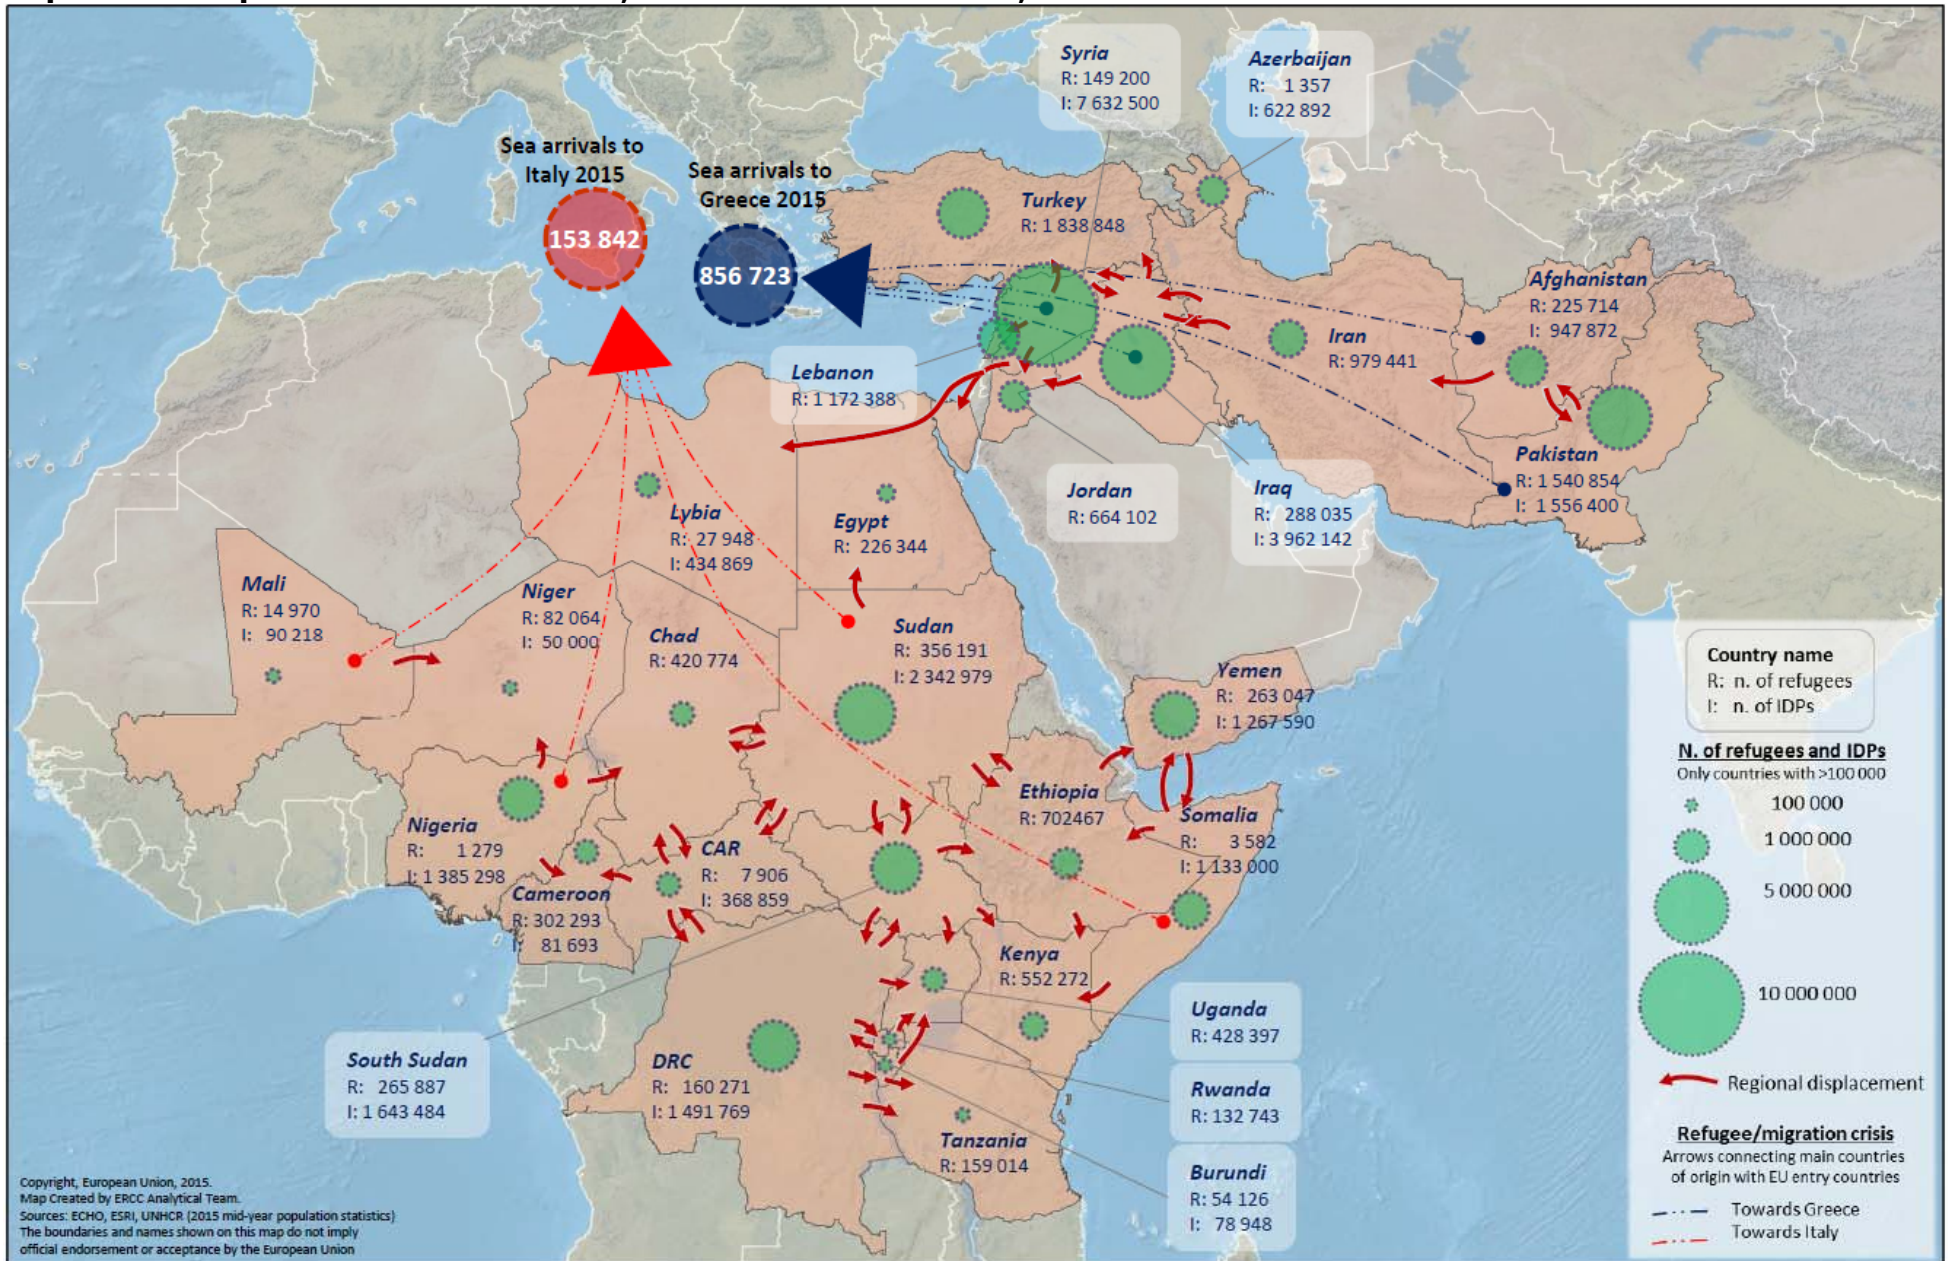 Syria
R: 149 200
I: 7 632 500
Azerbaijan
R: 1 357
I: 622 892
Sea arrivals to
Italy 2015
153 842
Sea arrivals to
Greece 2015
856 723
Turkey
R: 1 838 848
Afghanistan
R: 225 714
I: 947 872
Iran
R: 979 441
Lebanon
R: 1 172 388
Pakistan
R: 1 540 854
I: 1 556 400
Jordan
R: 664 102
Iraq
R: 288 035
I: 3 962 142
Lybia
R: 27 948
I: 434 869
Egypt
R: 226 344
Mali
R: 14 970
I: 90 218
Niger
R: 82 064
I: 50 000
Chad
R: 420 774
Sudan
R: 356 191
I: 2 342 979
Yemen
R: 263 047
I: 1 267 590
Ethiopia
R: 702467
Somalia
R: 3 582
I: 1 133 000
Nigeria
R: 1 279
I: 1 385 298
Cameroon
R: 302 293
I: 81 693
CAR
R: 7 906
I: 368 859
Kenya
R: 552 272
Uganda
R: 428 397
South Sudan
R: 265 887
I: 1 643 484
DRC
R: 160 271
I: 1 491 769
Rwanda
R: 132 743
Tanzania
R: 159 014
Burundi
R: 54 126
I: 78 948
Country name
R: n. of refugees
I: n. of IDPs
N. of refugees and IDPs
Only countries with >100 000
100 000
1 000 000
5 000 000
10 000 000
Regional displacement
Refugee/migration crisis
Arrows connecting main countries
of origin with EU entry countries
Towards Greece
Towards Italy
Copyright, European Union, 2015.
Map Created by ERCC Analytical Team.
Sources: ECHO, ESRI, UNHCR (2015 mid-year population statistics)
The boundaries and names shown on this map do not imply
official endorsement or acceptance by the European Union